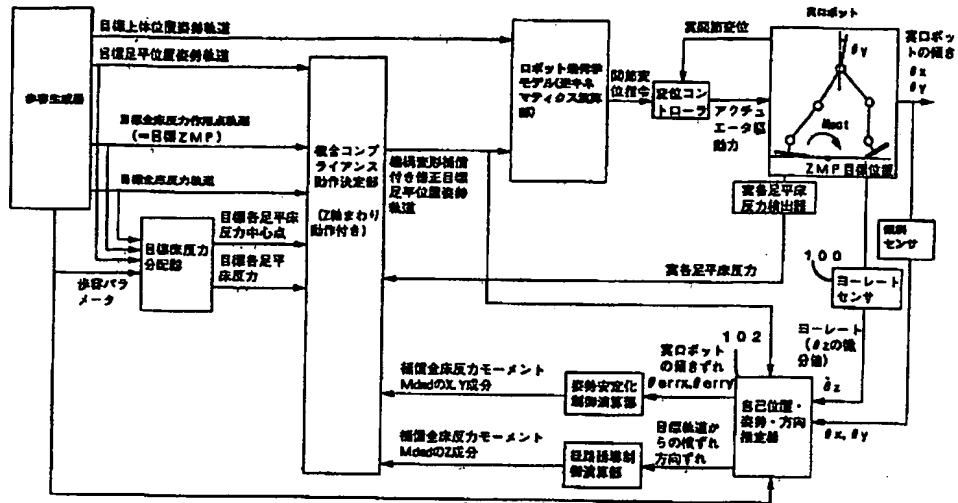 目標上体位置姿勢軌道
目標足平位置姿勢軌道
歩容生成器
目標全床反力作用点軌道
(=目標ZMP)
目標全床反力軌道
目標床反力
分配器
目標各足平床
反力中心点
目標各足平
床反力
歩容パラ
メータ
複合コンプ
ライアンス
動作決定部
(Z軸まわり
動作付き)
機構変形補償
付き修正目標
足平位置姿勢
軌道
ロボット幾何学
モデル(逆キネ
マティクス演算
部)
関節変
位指令
実関節変位
変位コント
ローラ
アクチュ
エータ駆
動力
実ロボット
θy
Mact
ZMP目標位置
実ロボッ
トの傾き
θx
θy
実各足平床
反力検出器
傾斜
センサ
実各足平床反力
100
ヨーレート
センサ
ヨーレート
(θzの微
分値)
θ̇z
θx,θy
102
自己位置・
姿勢・方向
推定器
実ロボット
の傾きずれ
θerrx,θerry
補償全床反力モーメント
MdmdのX,Y成分
姿勢安定化
制御演算部
目標軌道か
らの横ずれ
方向ずれ
補償全床反力モーメント
MdmdのZ成分
経路誘導制
御演算部